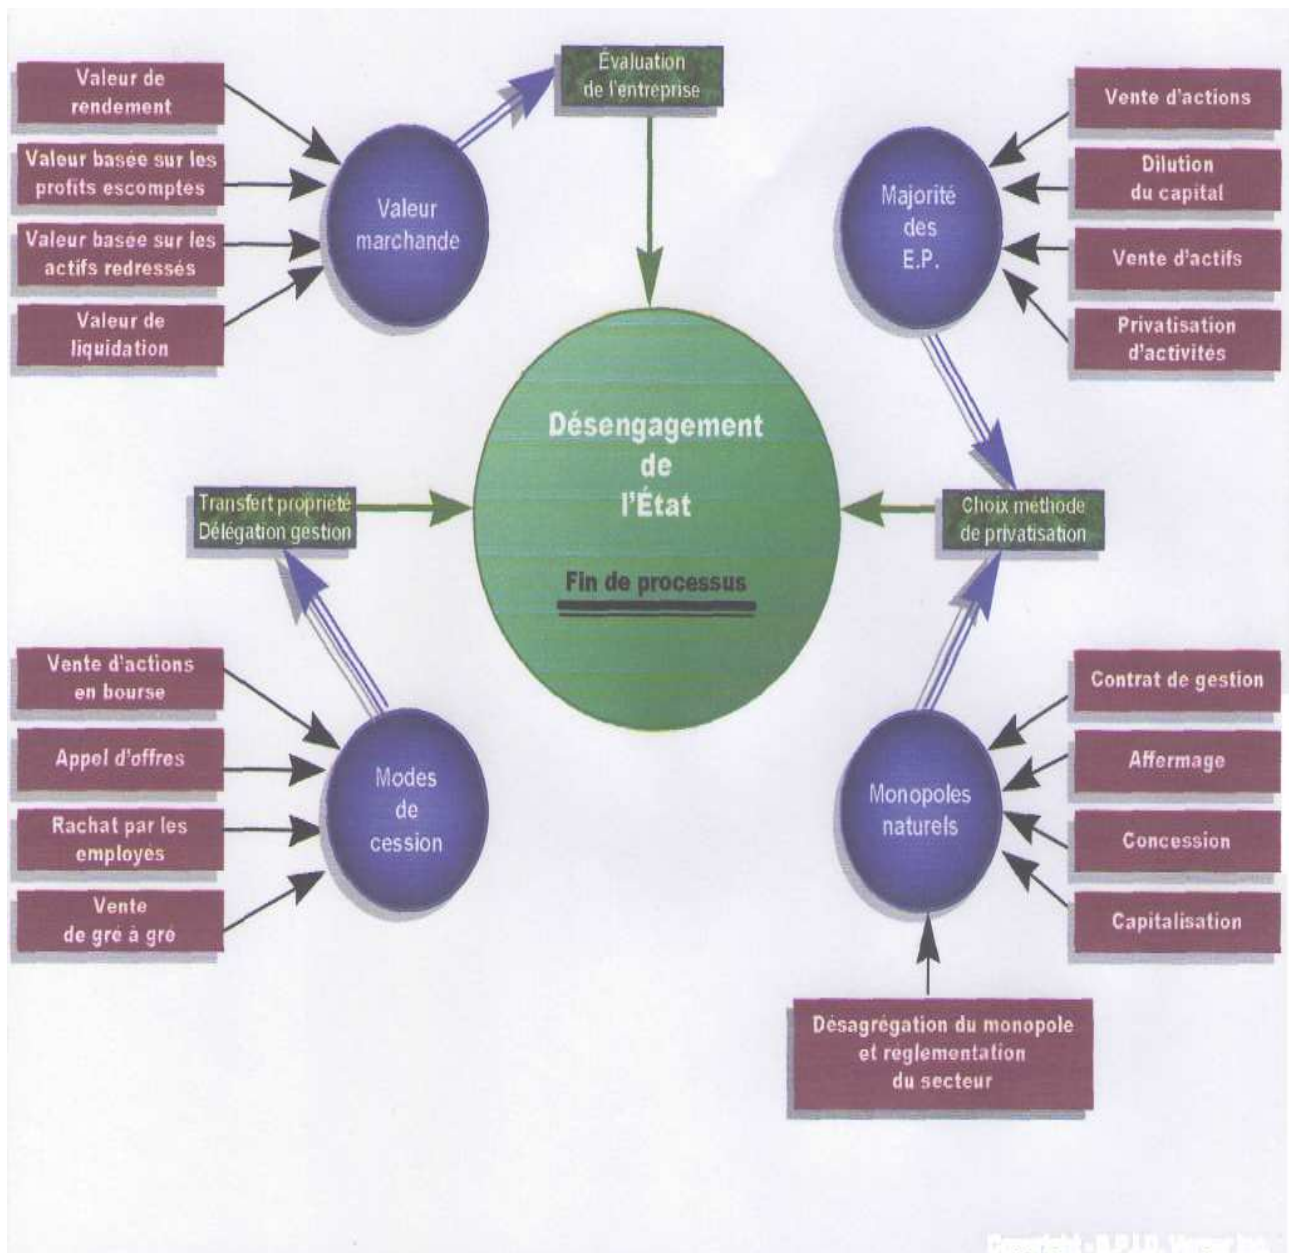 Valeur de
rendement
Valeur basée sur les
profits escomptés
Valeur basée sur les
actifs redressés
Valeur de
liquidation
Valeur
marchande
Évaluation
de l'entreprise
Majorité
des
E.P.
Vente d'actions
Dilution
du capital
Vente d'actifs
Privatisation
d'activités
Désengagement
de
l'État
Fin de processus
Transfert propriété
Délégation gestion
Choix méthode
de privatisation
Vente d'actions
en bourse
Appel d'offres
Rachat par les
employés
Vente
de gré à gré
Modes
de
cession
Monopoles
naturels
Contrat de gestion
Affermage
Concession
Capitalisation
Désagrégation du monopole
et réglementation
du secteur